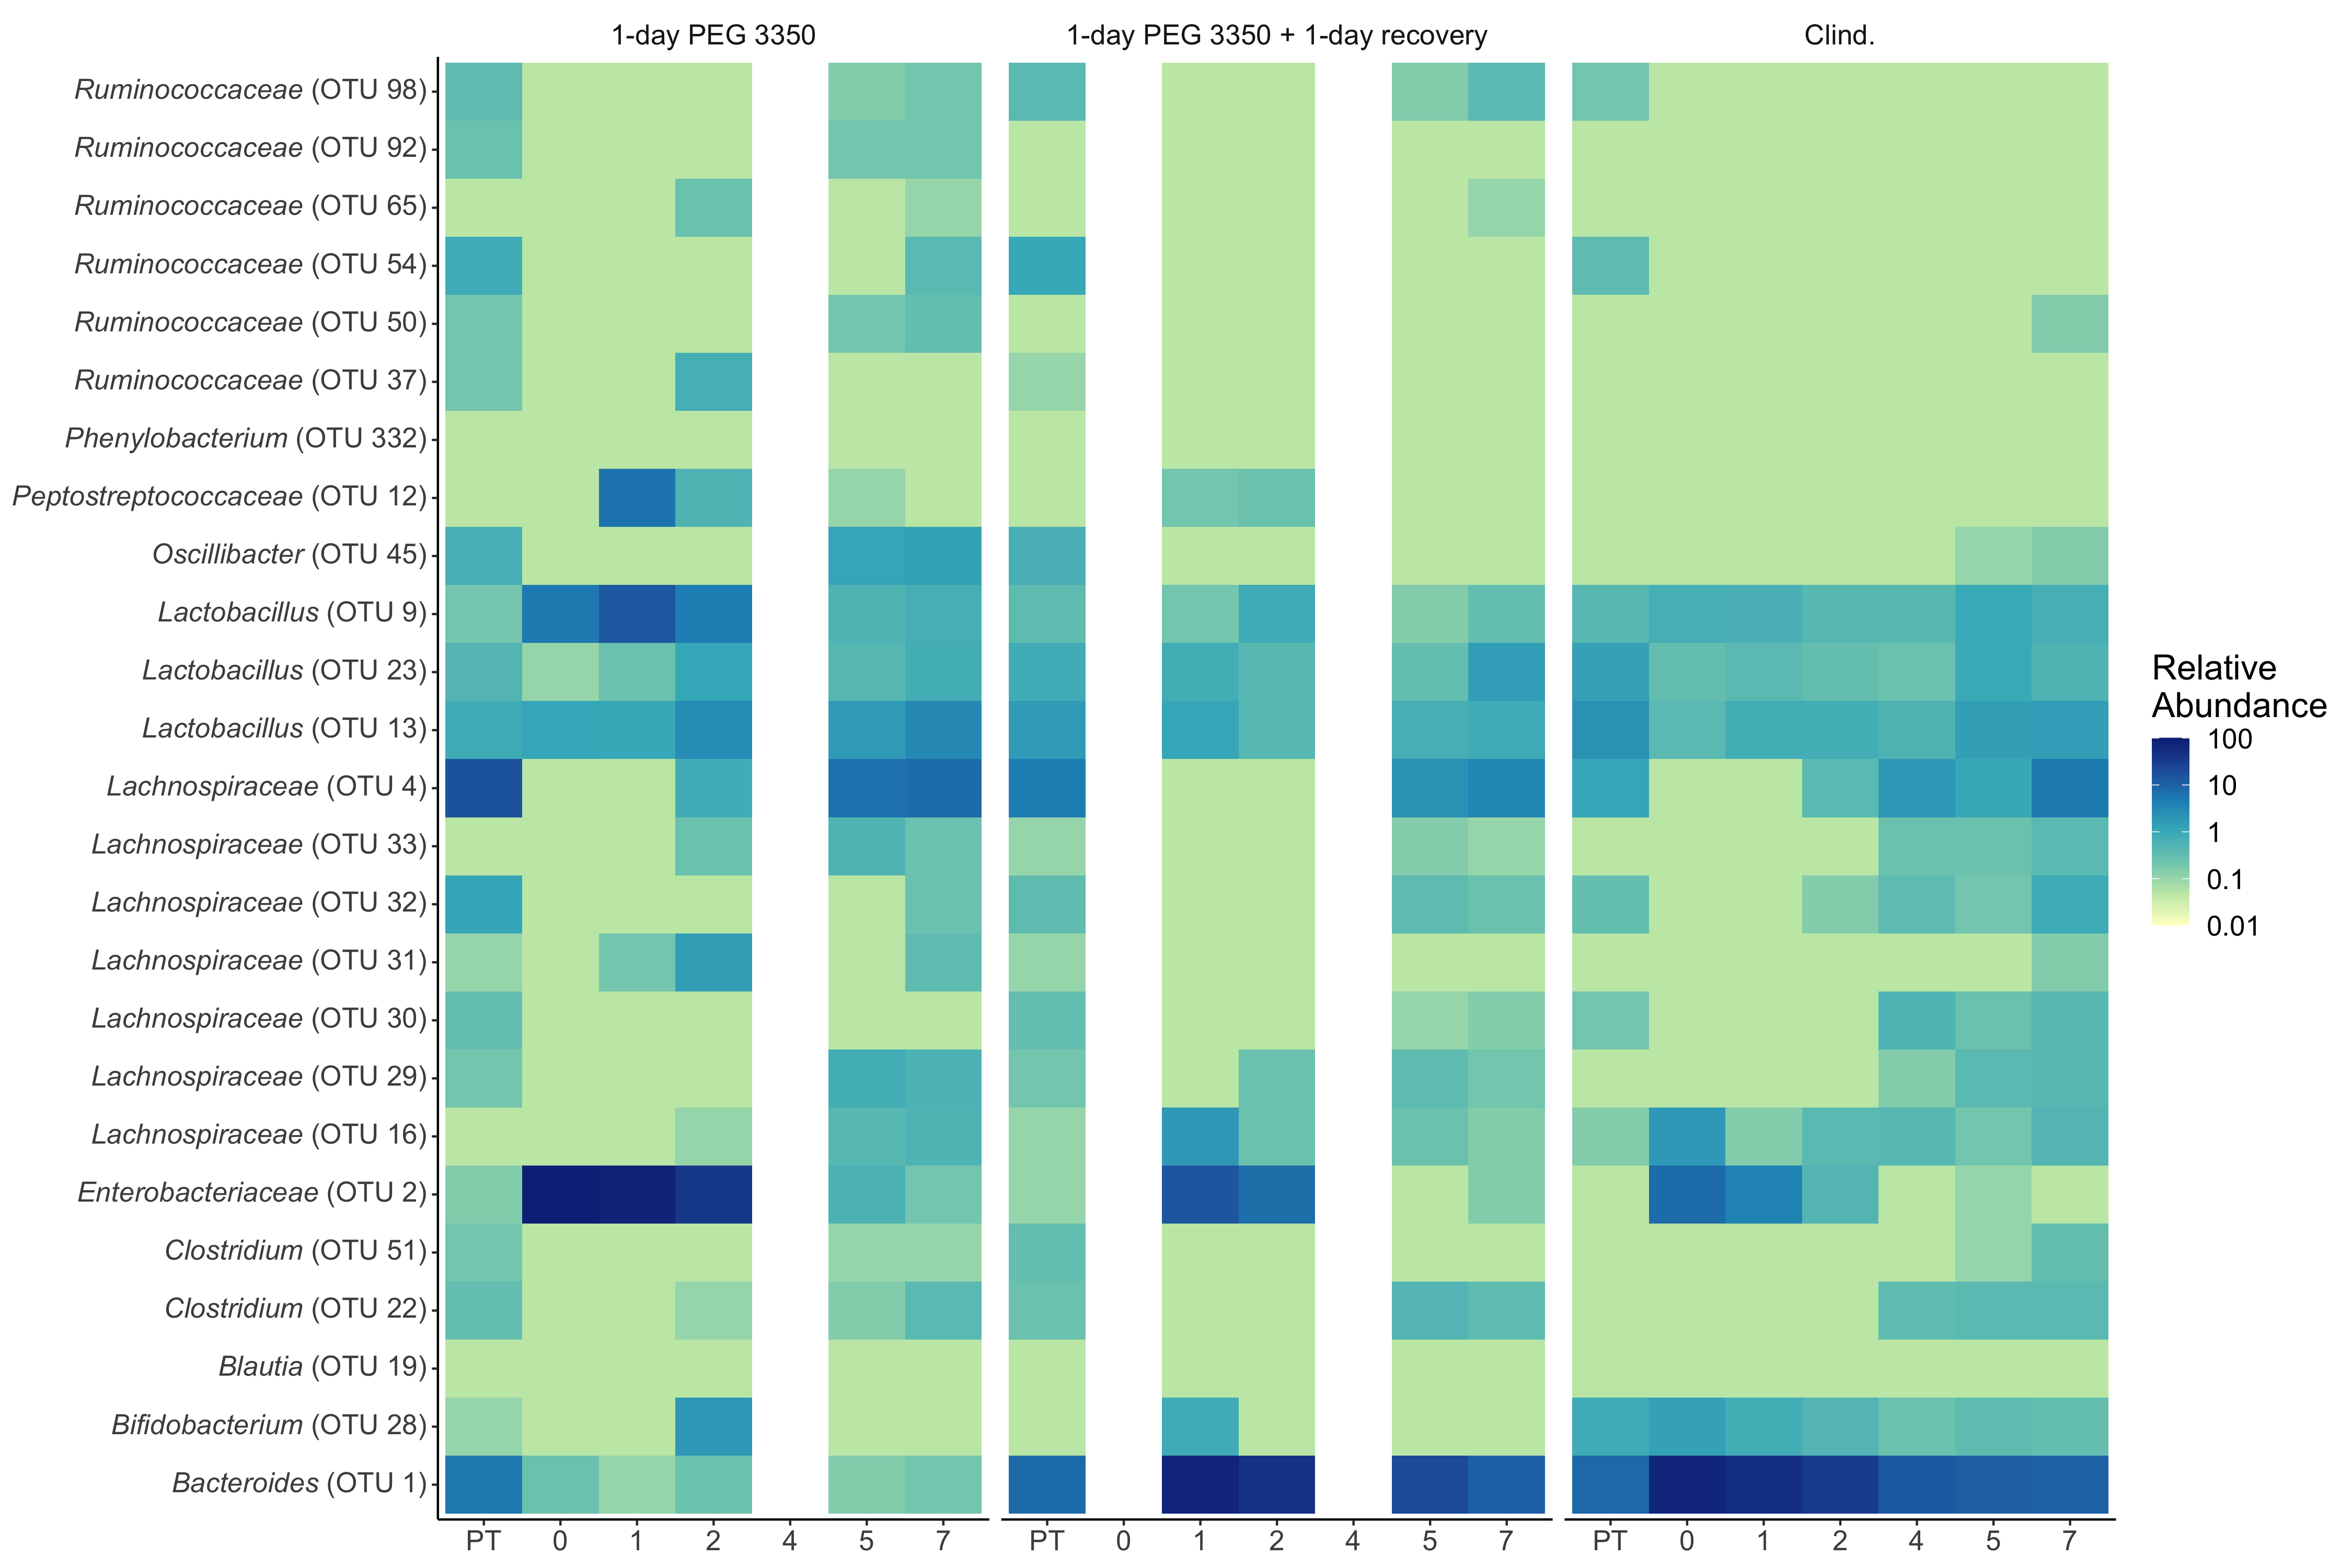 1-day PEG 3350
1-day PEG 3350 + 1-day recovery
Clind.
Ruminococcaceae (OTU 98)
Ruminococcaceae (OTU 92)
Ruminococcaceae (OTU 65)
Ruminococcaceae (OTU 54)
Ruminococcaceae (OTU 50)
Ruminococcaceae (OTU 37)
Phenylobacterium (OTU 332)
Peptostreptococcaceae (OTU 12)
Oscillibacter (OTU 45)
Lactobacillus (OTU 9)
Lactobacillus (OTU 23)
Lactobacillus (OTU 13)
Lachnospiraceae (OTU 4)
Lachnospiraceae (OTU 33)
Lachnospiraceae (OTU 32)
Lachnospiraceae (OTU 31)
Lachnospiraceae (OTU 30)
Lachnospiraceae (OTU 29)
Lachnospiraceae (OTU 16)
Enterobacteriaceae (OTU 2)
Clostridium (OTU 51)
Clostridium (OTU 22)
Blautia (OTU 19)
Bifidobacterium (OTU 28)
Bacteroides (OTU 1)
PT 0 1 2 4 5 7
PT 0 1 2 4 5 7
PT 0 1 2 4 5 7
Relative
Abundance
100
10
1
0.1
0.01